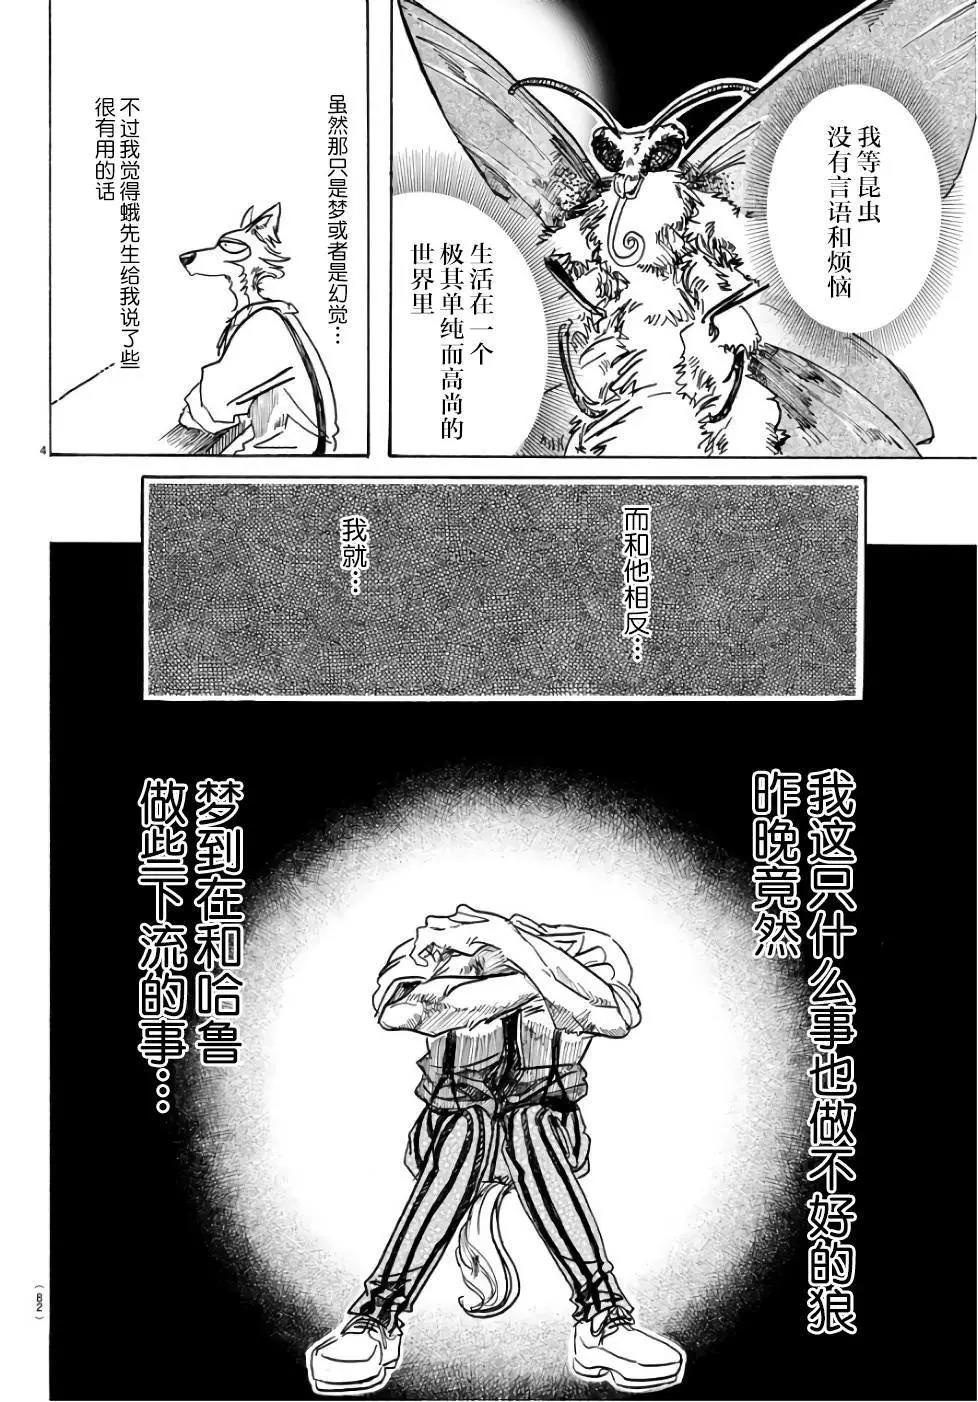 我等昆虫
没有言语和烦恼
生活在一个
极其单纯而高尚的
世界里
虽然那只是梦或者是幻觉…
不过我觉得蛾先生给我说了些
很有用的话
4
而和他相反…
我就…
我这只什么事也做不好的狼
昨晚竟然
梦到在和哈鲁
做些下流的事…
(82)